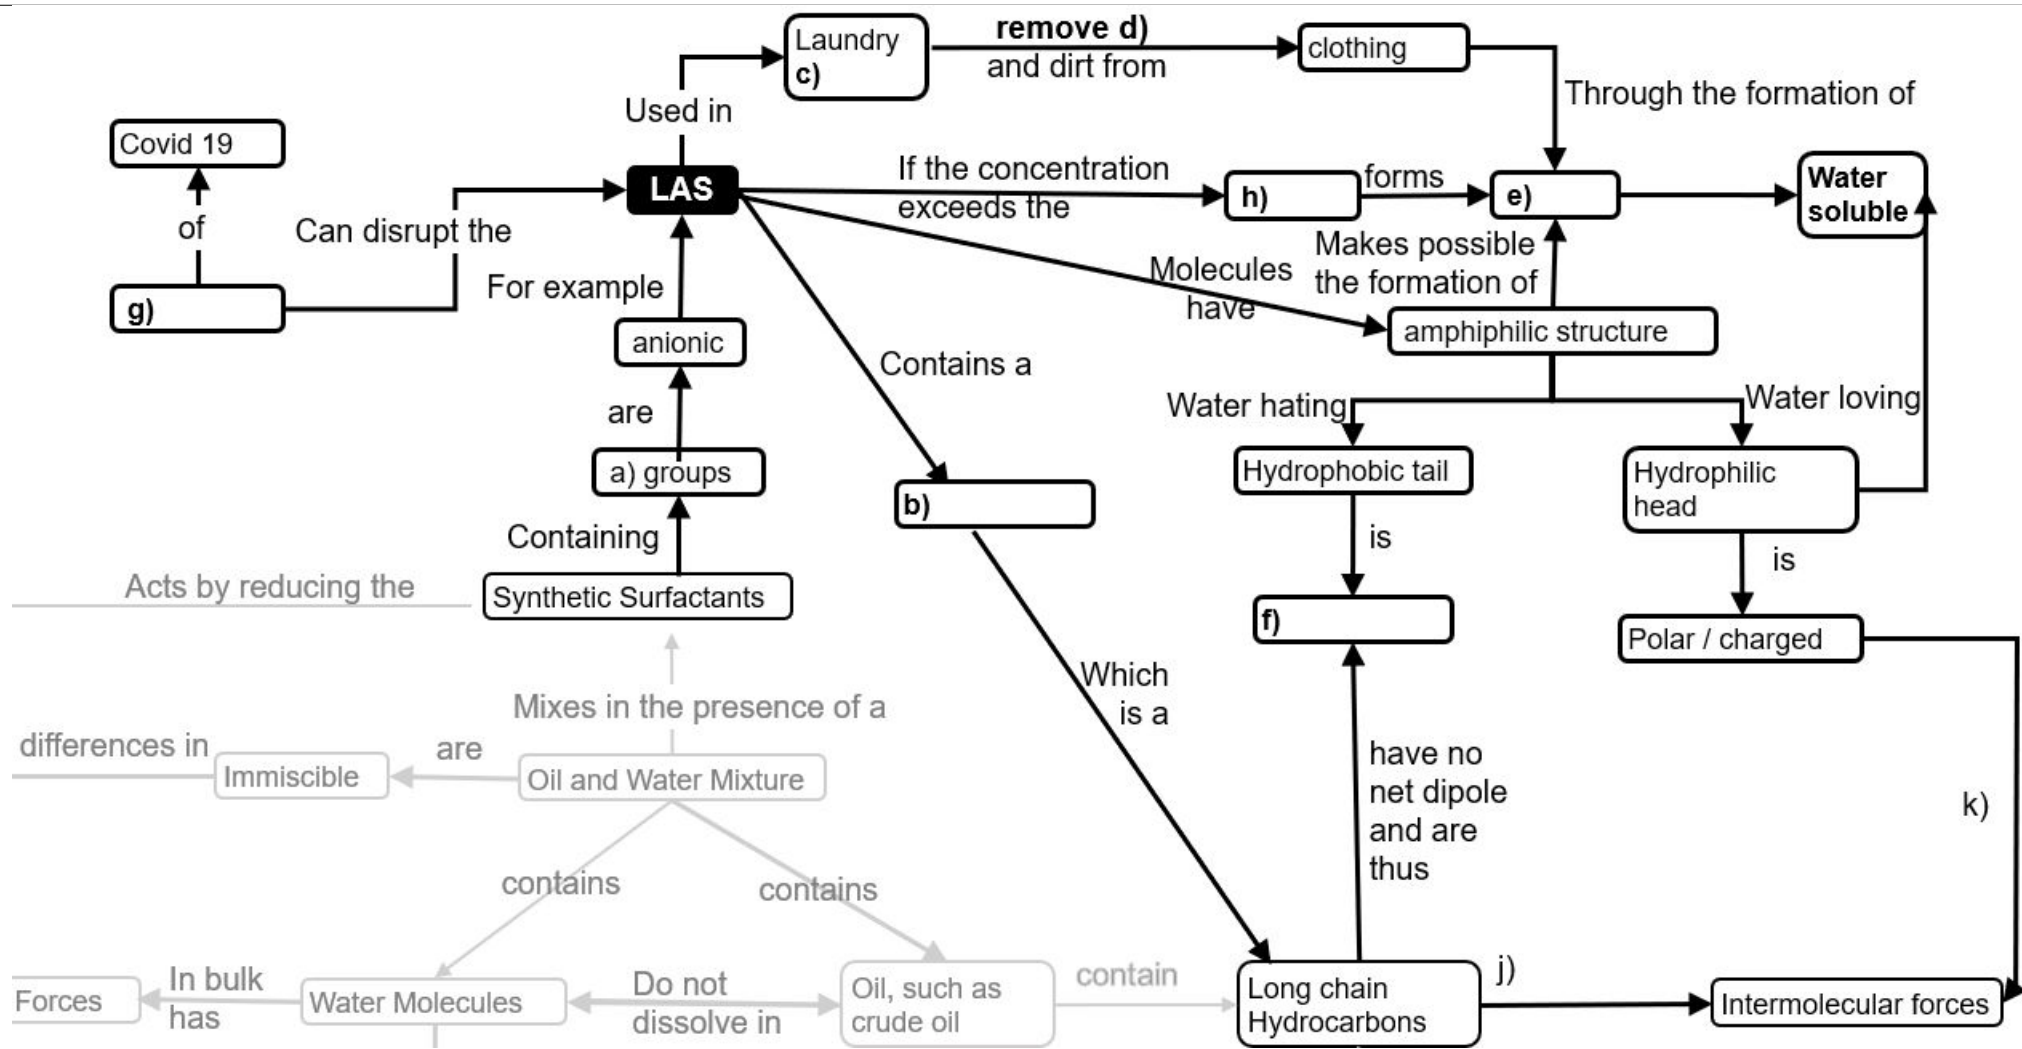 Laundry
c)
remove d)
and dirt from
clothing
Used in
Through the formation of
Covid 19
of
Can disrupt the
g)
LAS
If the concentration
exceeds the
h)
forms
e)
Water
soluble
Makes possible
the formation of
Molecules
have
amphiphilic structure
For example
anionic
are
a) groups
Containing
Synthetic Surfactants
Contains a
b)
Water hating
Water loving
Hydrophobic tail
Hydrophilic
head
is
is
f)
Polar / charged
Acts by reducing the
Mixes in the presence of a
differences in
Immiscible
are
Oil and Water Mixture
Which
is a
have no
net dipole
and are
thus
k)
contains
contains
Forces
In bulk
has
Water Molecules
Do not
dissolve in
Oil, such as
crude oil
contain
Long chain
Hydrocarbons
j)
Intermolecular forces